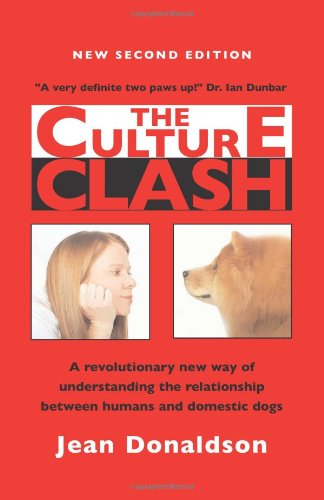 NEW SECOND EDITION
"A very definite two paws up!" Dr. Ian Dunbar
THE
CULTURE
CLASH
A revolutionary new way of
understanding the relationship
between humans and domestic dogs
Jean Donaldson